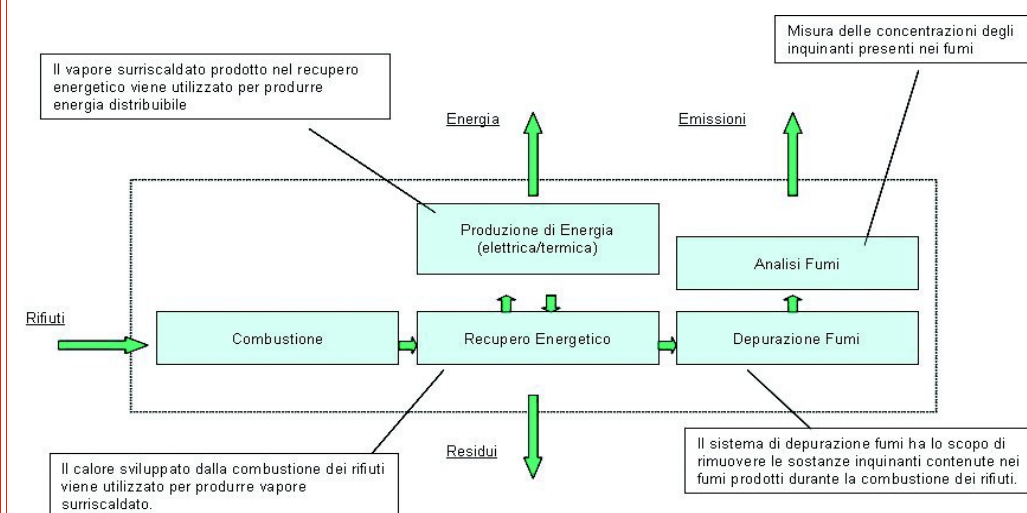 Misura delle concentrazioni degli
inquinanti presenti nei fumi
Il vapore surriscaldato prodotto nel recupero
energetico viene utilizzato per produrre
energia distribuibile
Energia
Emissioni
Produzione di Energia
(elettrica/termica)
Analisi Fumi
Rifiuti
Combustione
Recupero Energetico
Depurazione Fumi
Residui
Il calore sviluppato dalla combustione dei rifiuti
viene utilizzato per produrre vapore
surriscaldato.
Il sistema di depurazione fumi ha lo scopo di
rimuovere le sostanze inquinanti contenute nei
fumi prodotti durante la combustione dei rifiuti.